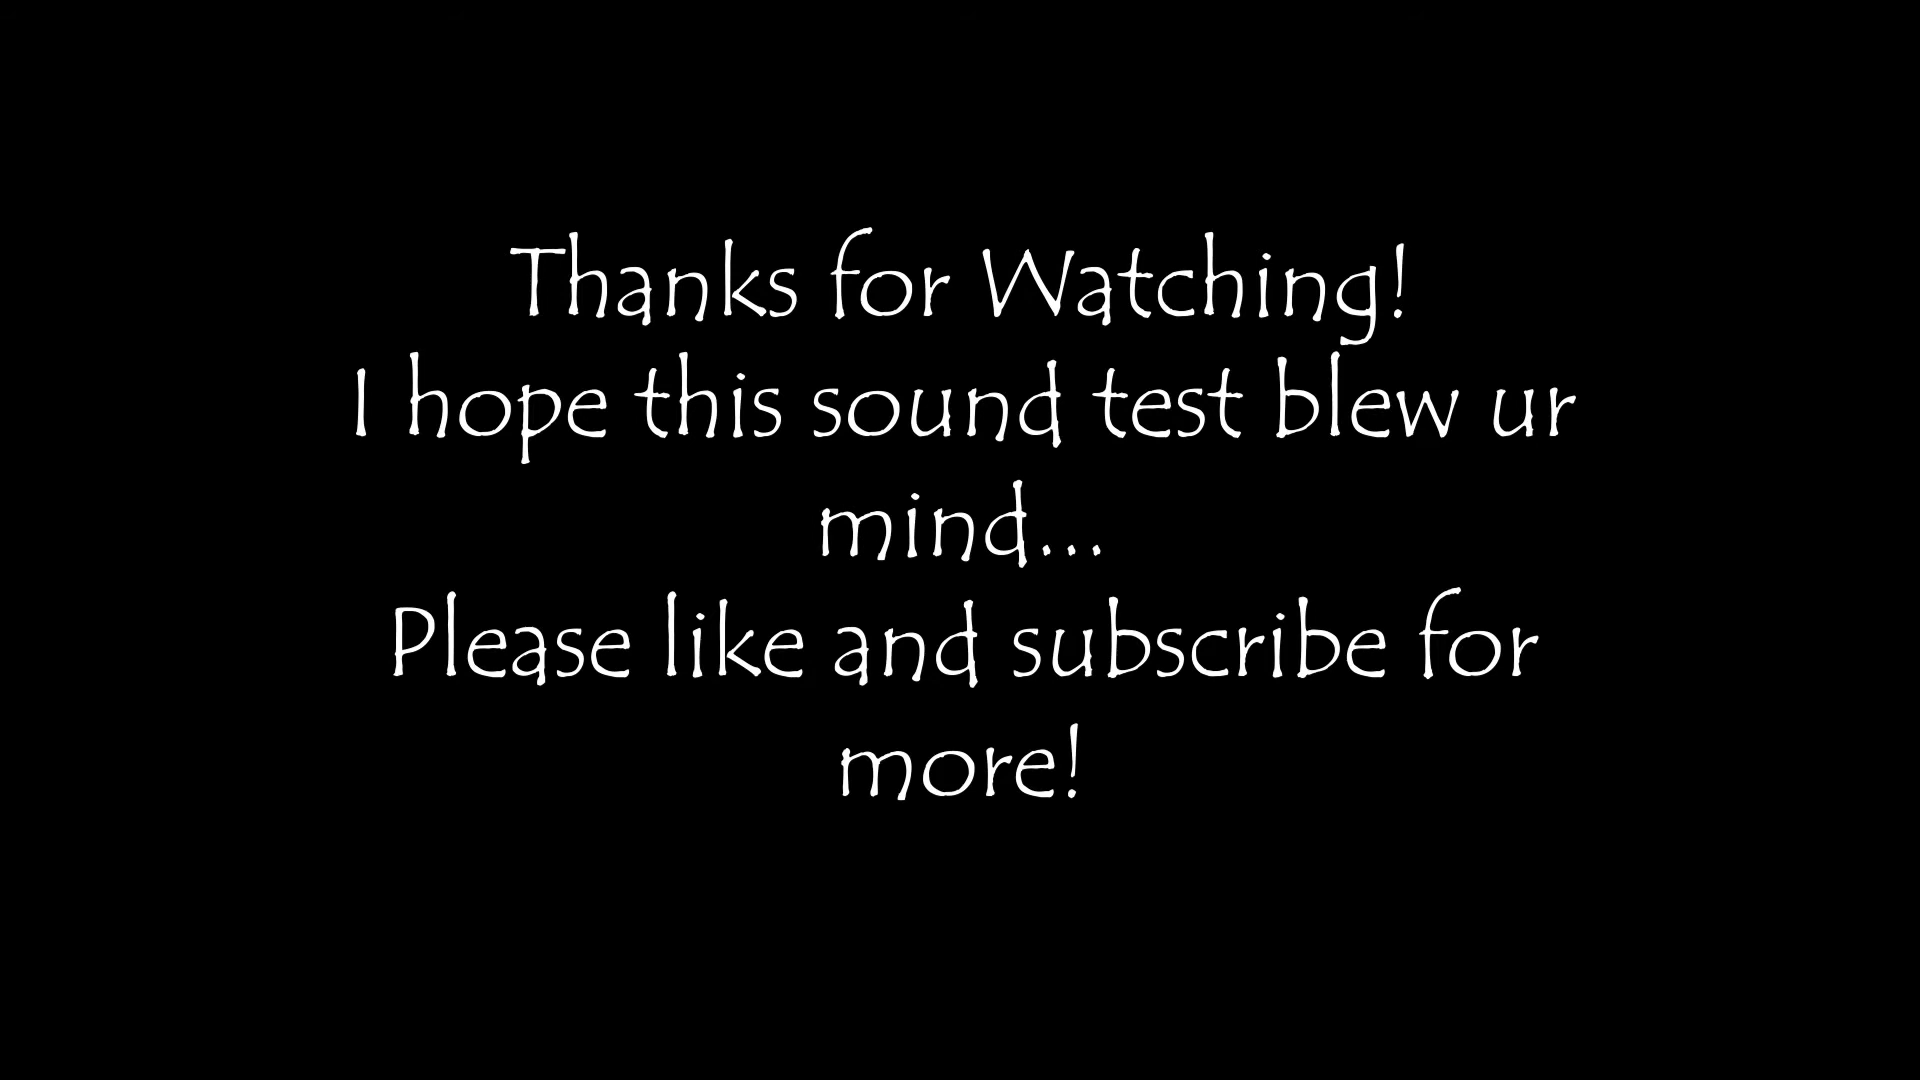 Thanks for Watching!
I hope this sound test blew ur
mind...
Please like and subscribe for
more!